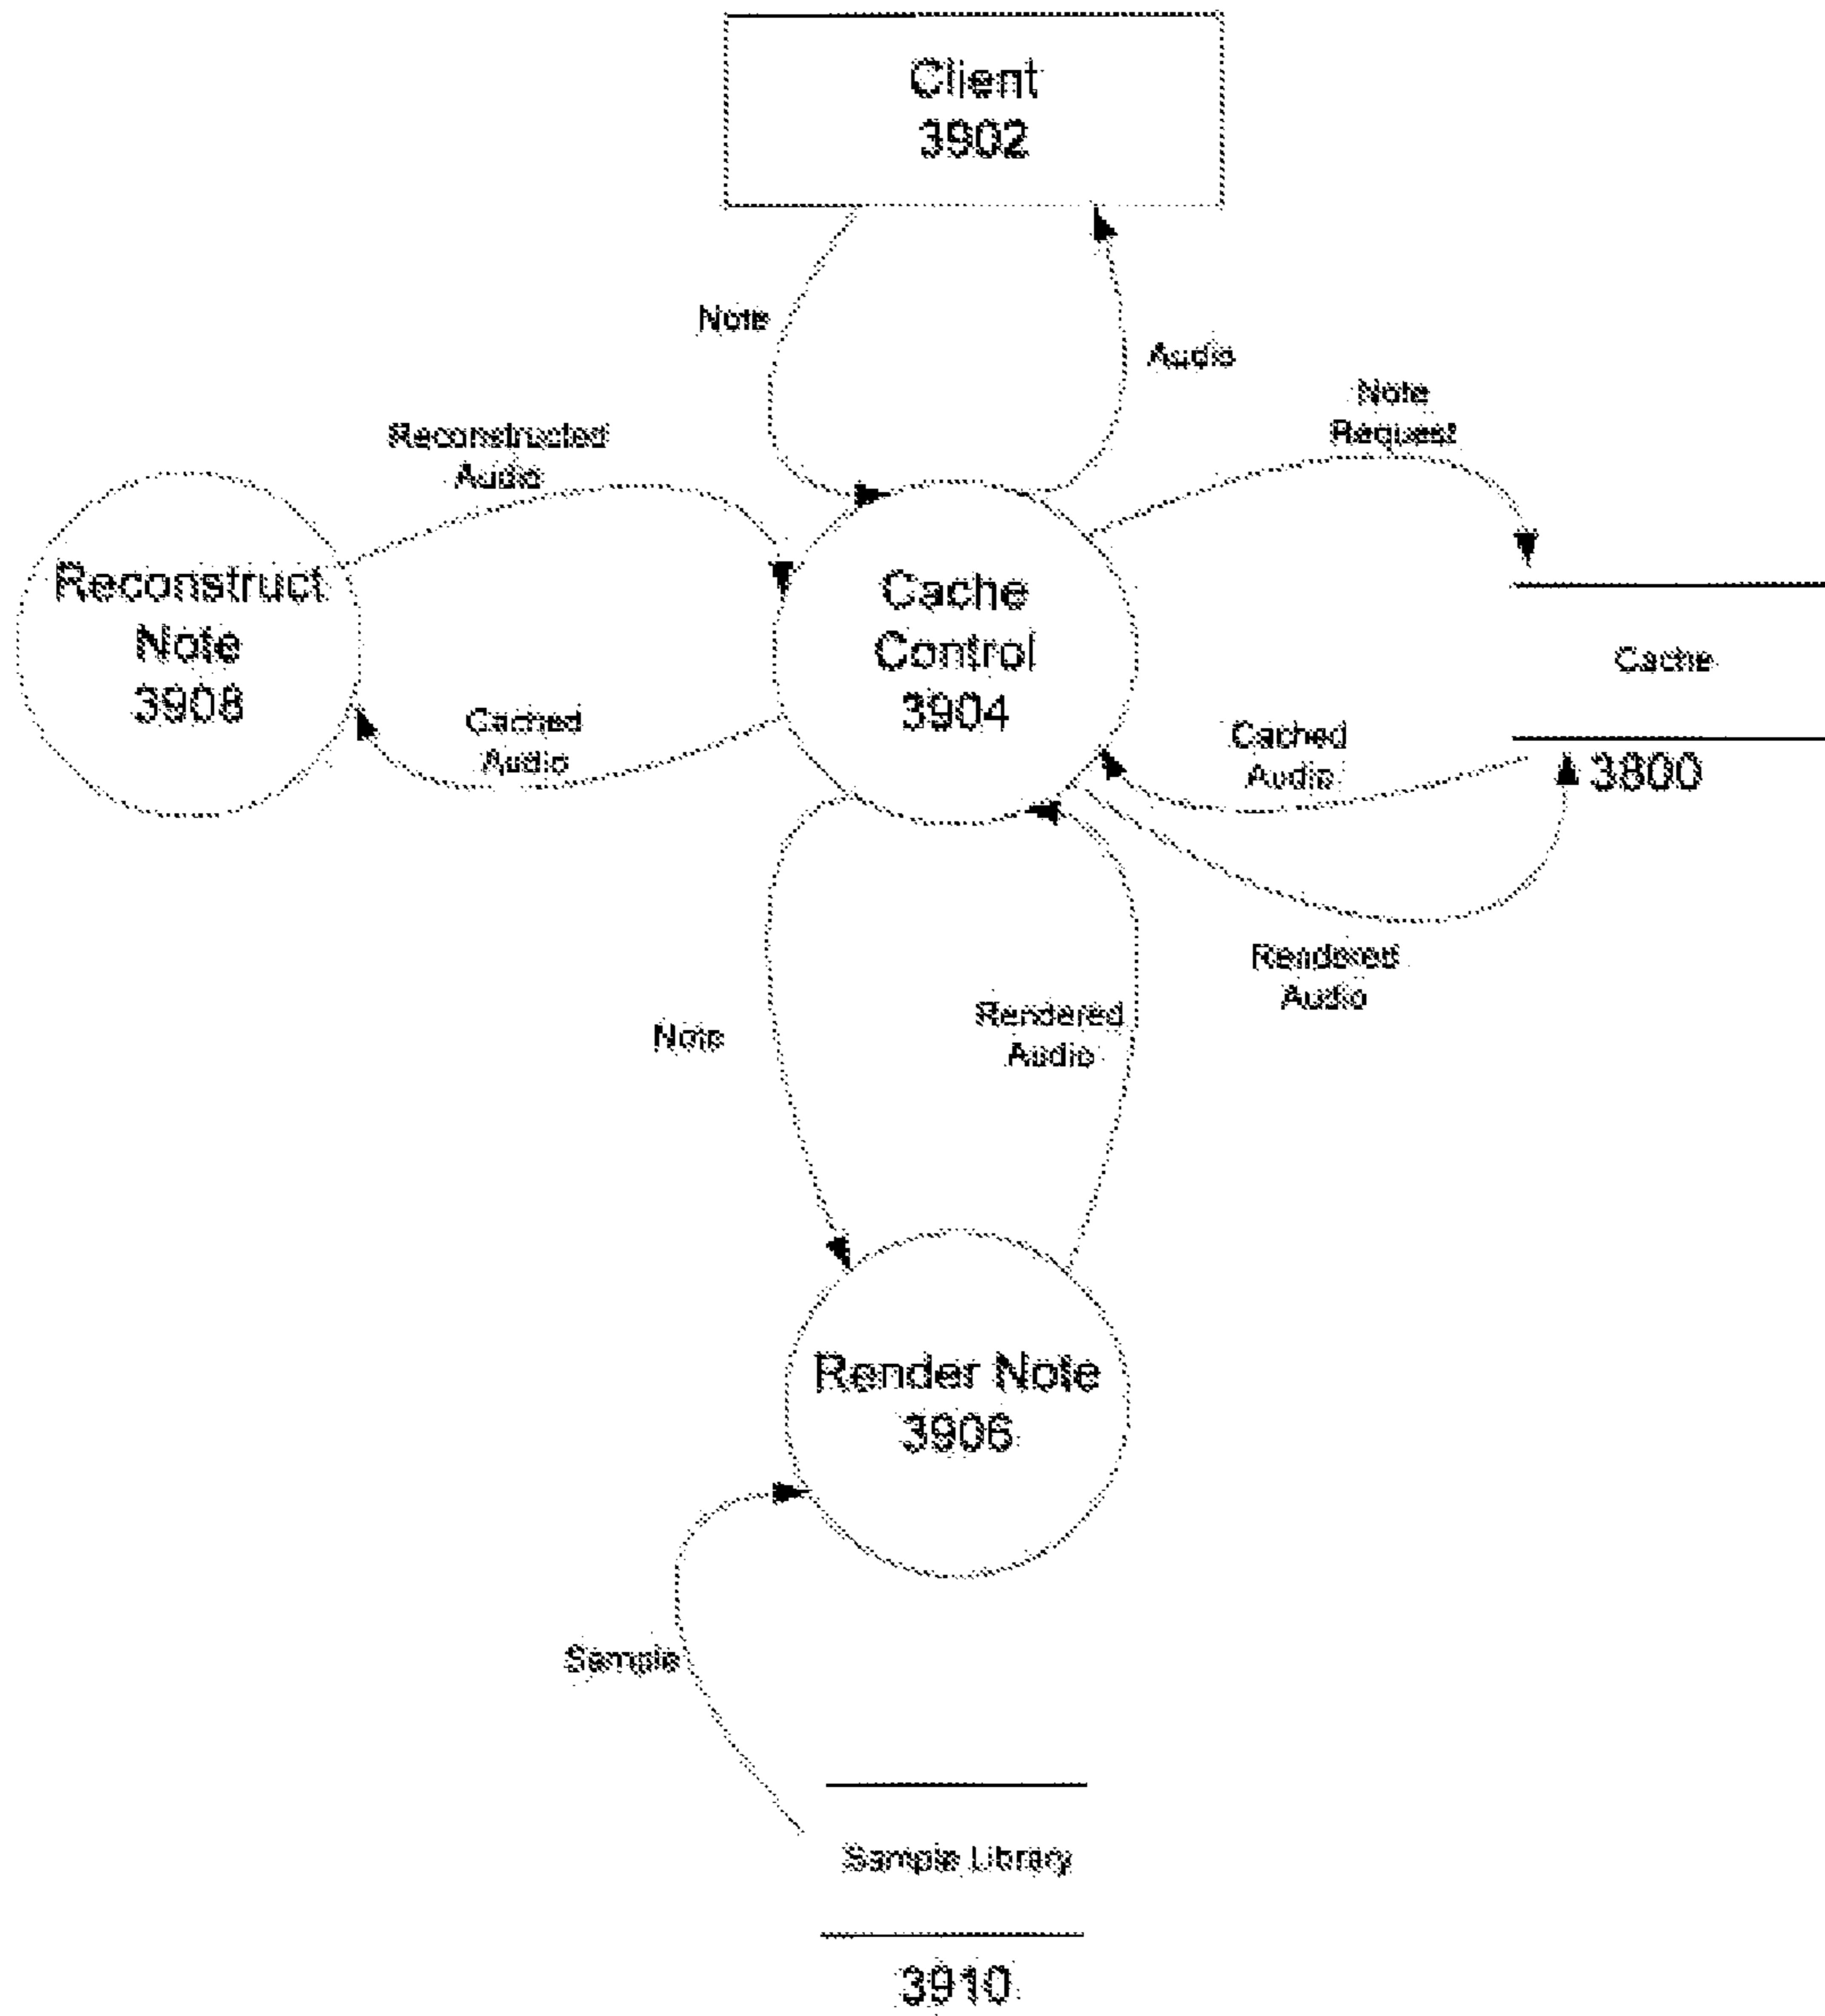 Client
3902
Note
Audio
Note
Request
Reconstructed
Audio
Reconstruct
Note
3908
Cache
Control
3904
Cache
3800
Cached
Audio
Cached
Audio
Rendered
Audio
Note
Rendered
Audio
Render Note
3906
Sample
Sample Library
3910